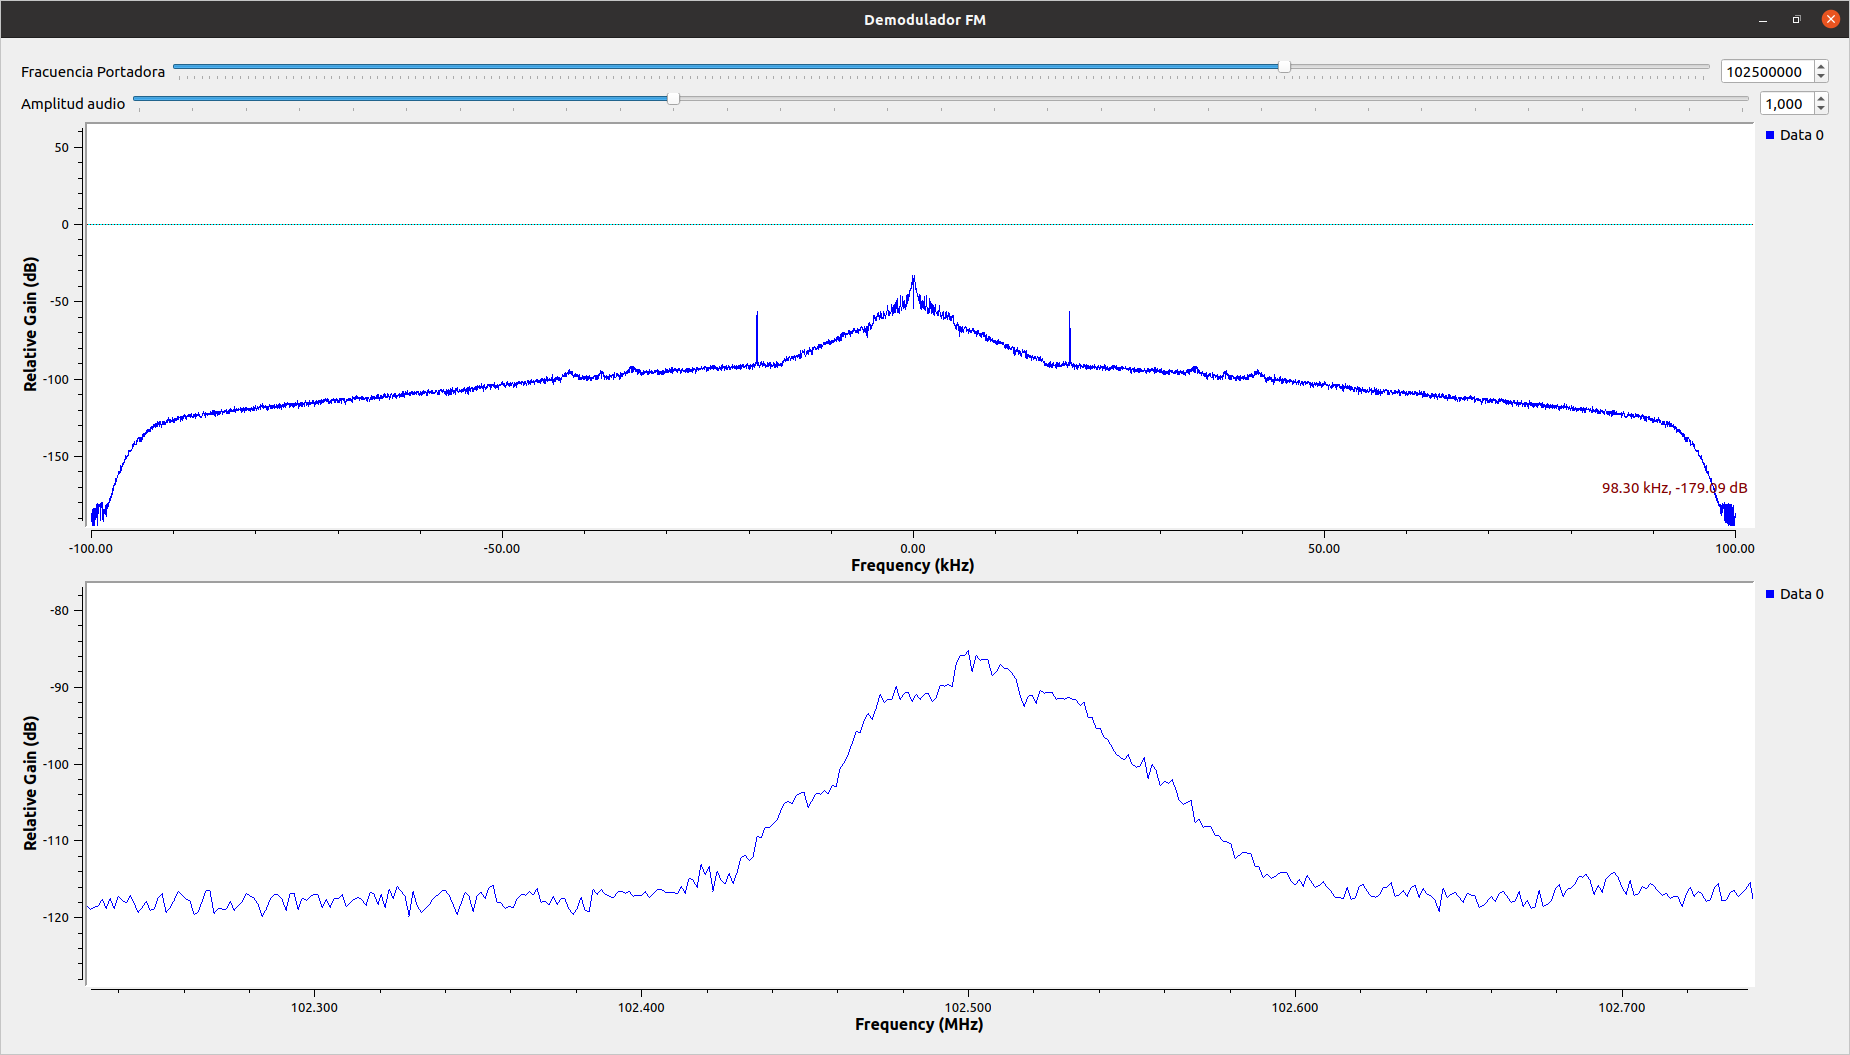 Demodulador FM
Fracuencia Portadora 102500000
Amplitud audio 1,000
Data 0
50
0
-50
-100
-150
Relative Gain (dB)
98.30 kHz, -179.09 dB
-100.00 -50.00 0.00 50.00 100.00
Frequency (kHz)
Data 0
-80
-90
-100
-110
-120
Relative Gain (dB)
102.300 102.400 102.500 102.600 102.700
Frequency (MHz)